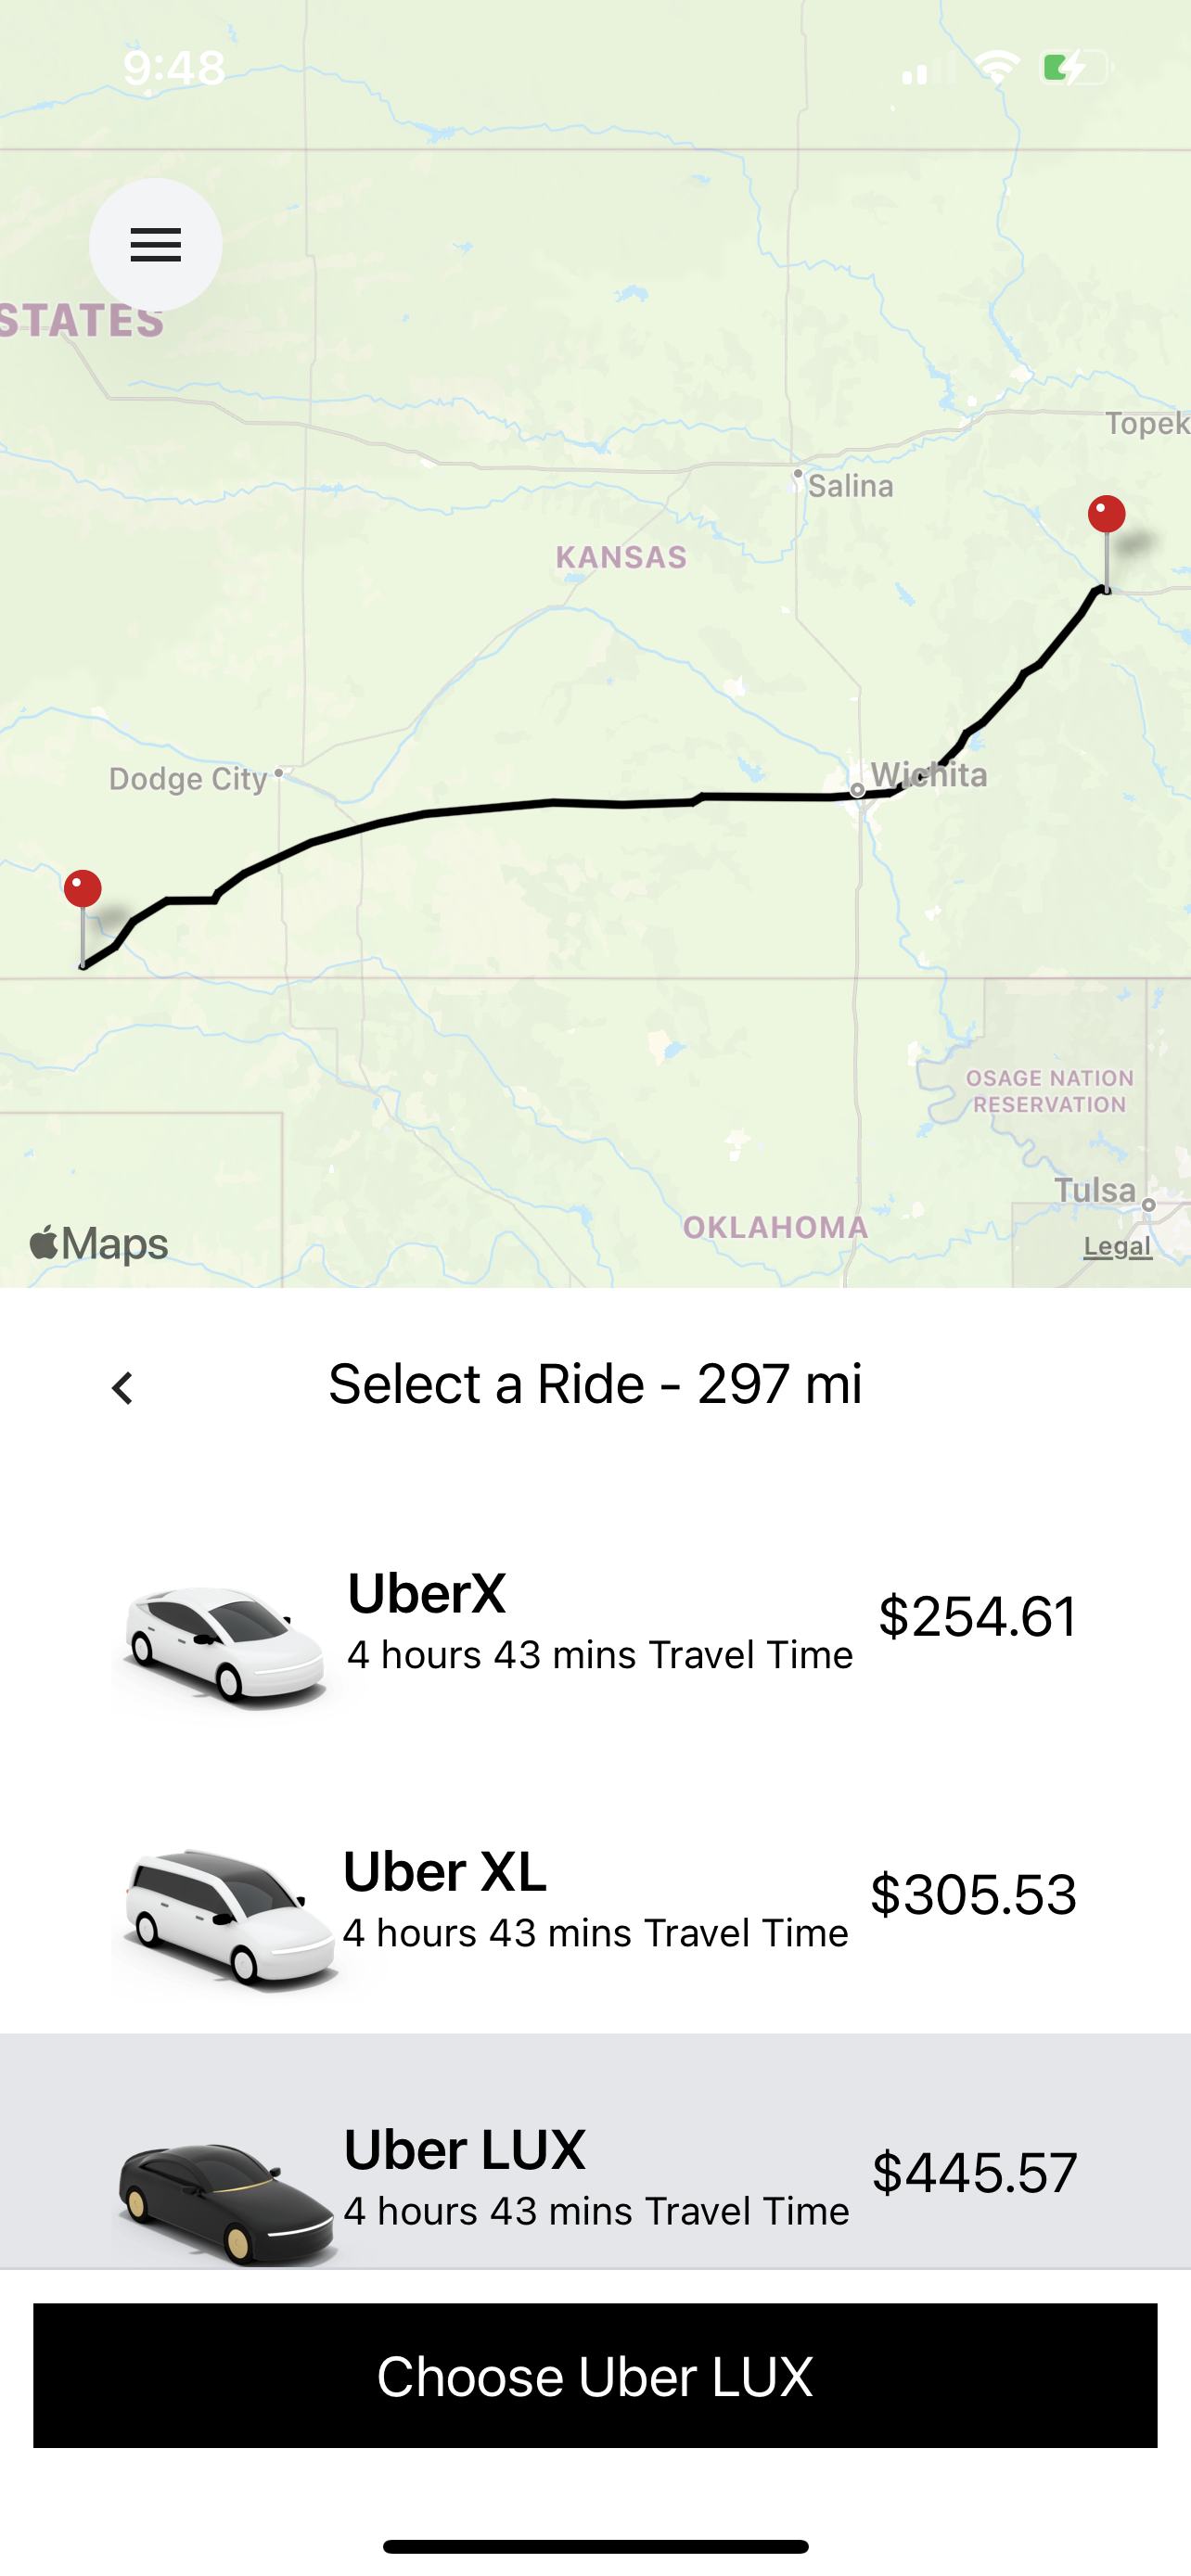 9:48
STATES
Topek
Salina
KANSAS
Dodge City
Wichita
OSAGE NATION
RESERVATION
Tulsa
OKLAHOMA
Maps
Legal
Select a Ride - 297 mi
UberX
4 hours 43 mins Travel Time
$254.61
Uber XL
4 hours 43 mins Travel Time
$305.53
Uber LUX
4 hours 43 mins Travel Time
$445.57
Choose Uber LUX